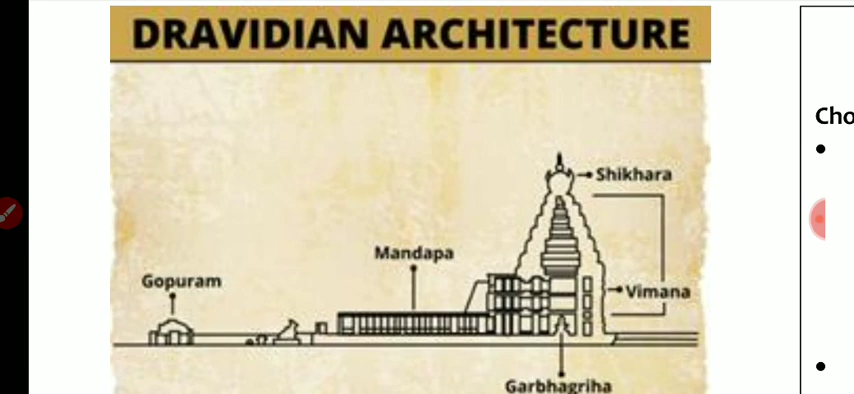 DRAVIDIAN ARCHITECTURE
Shikhara
Mandapa
Gopuram
Vimana
Garbhagriha
Cho